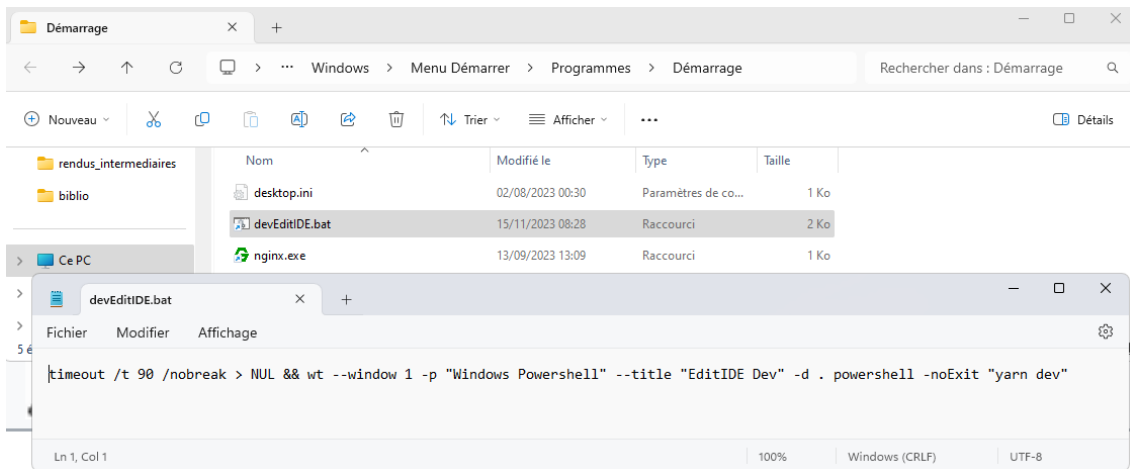 Démarrage
Windows > Menu Démarrer > Programmes > Démarrage
Rechercher dans : Démarrage
Nouveau
Trier
Afficher
Détails
rendus_intermediaires
biblio
Ce PC
Nom Modifié le Type Taille
desktop.ini 02/08/2023 00:30 Paramètres de co... 1 Ko
devEditIDE.bat 15/11/2023 08:28 Raccourci 2 Ko
nginx.exe 13/09/2023 13:09 Raccourci 1 Ko
5 é
devEditIDE.bat
Fichier Modifier Affichage
timeout /t 90 /nobreak > NUL && wt --window 1 -p "Windows Powershell" --title "EditIDE Dev" -d . powershell -noExit "yarn dev"
Ln 1, Col 1 100% Windows (CRLF) UTF-8